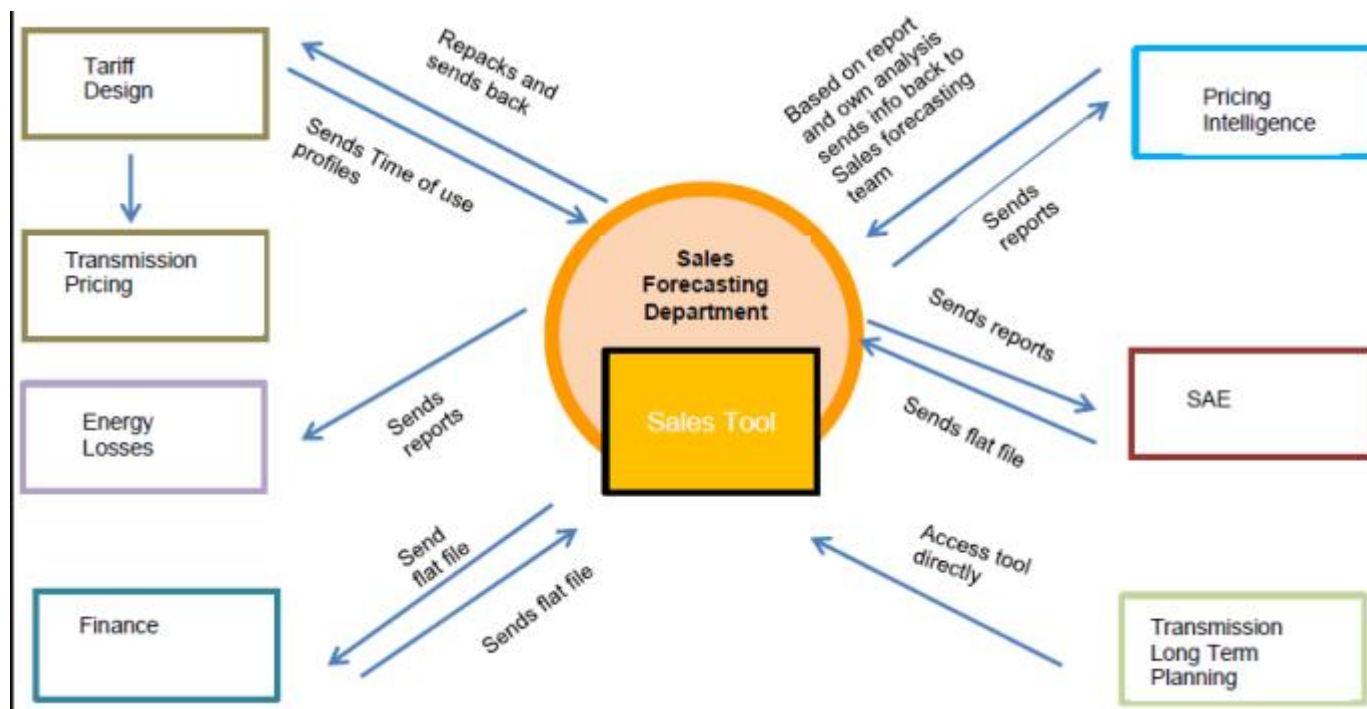 Tariff
Design
Repacks and
sends back
Sends Time of use
profiles
Based on report
and own analysis
sends info back to
Sales forecasting
team
Sends
reports
Pricing
Intelligence
Transmission
Pricing
Sales
Forecasting
Department
Sales Tool
Sends reports
Sends flat file
SAE
Energy
Losses
Sends
reports
Send
flat file
Sends flat file
Finance
Access tool
directly
Transmission
Long Term
Planning